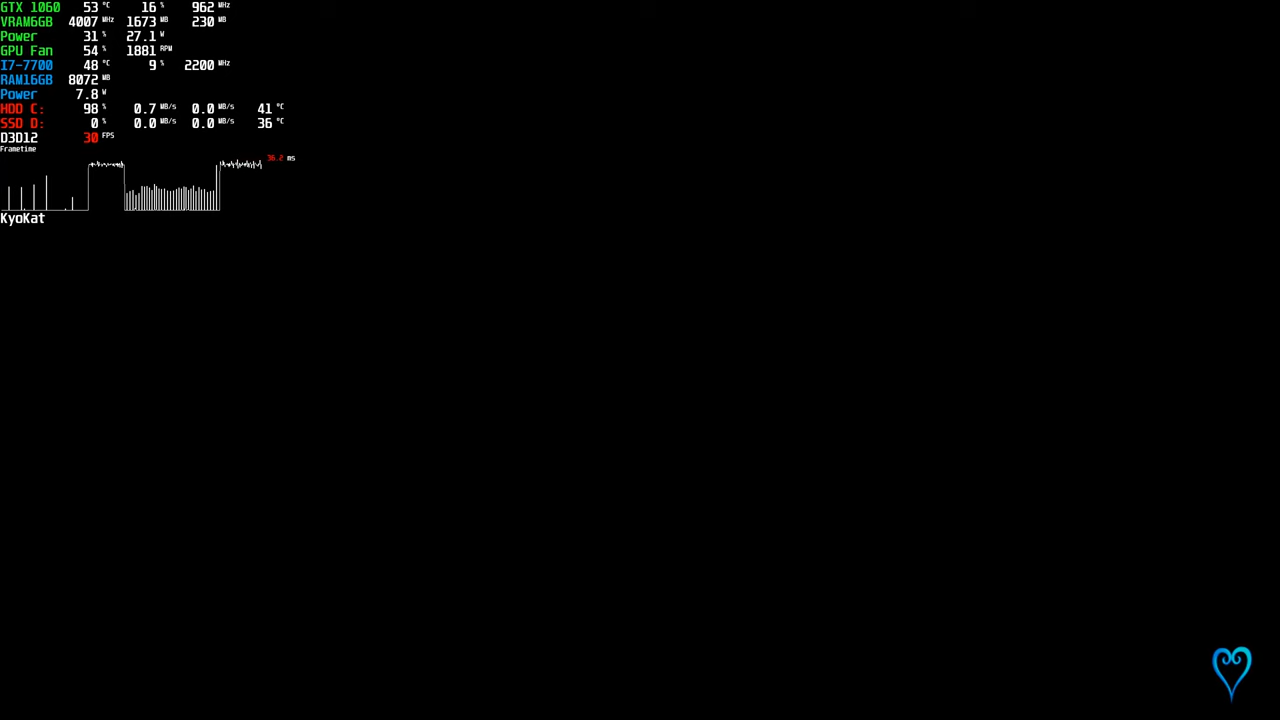 GTX 1060 53 °C 16 % 962 MHz
VRAM6GB 4007 MHz 1673 MB 230 MB
Power 31 % 27.1 W
GPU Fan 54 % 1881 RPM
I7-7700 48 °C 9 % 2200 MHz
RAM16GB 8072 MB
Power 7.8 W
HDD C: 98 % 0.7 MB/s 0.0 MB/s 41 °C
SSD D: 0 % 0.0 MB/s 0.0 MB/s 36 °C
D3D12 30 FPS
Frametime
36.2 ms
KyoKat